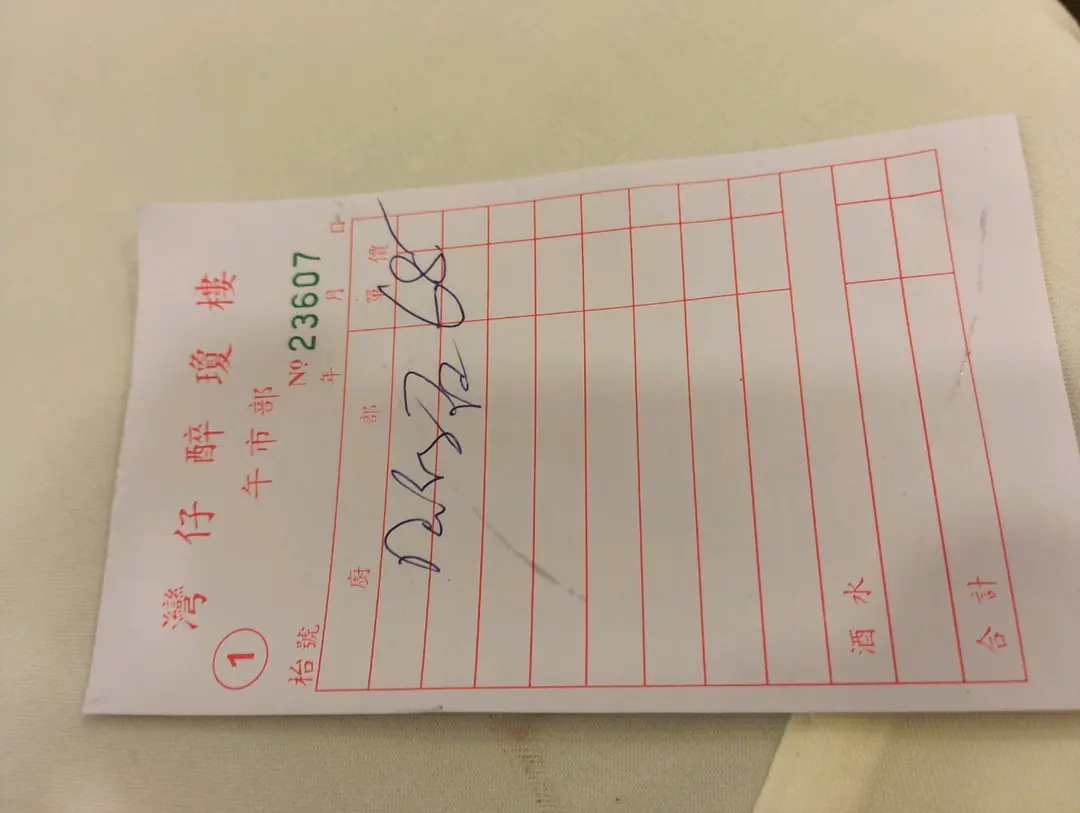 灣仔醉瓊樓
① 午市部
Nº 23607
枱號 年 月 日
廚部 單價
68
酒水
合計